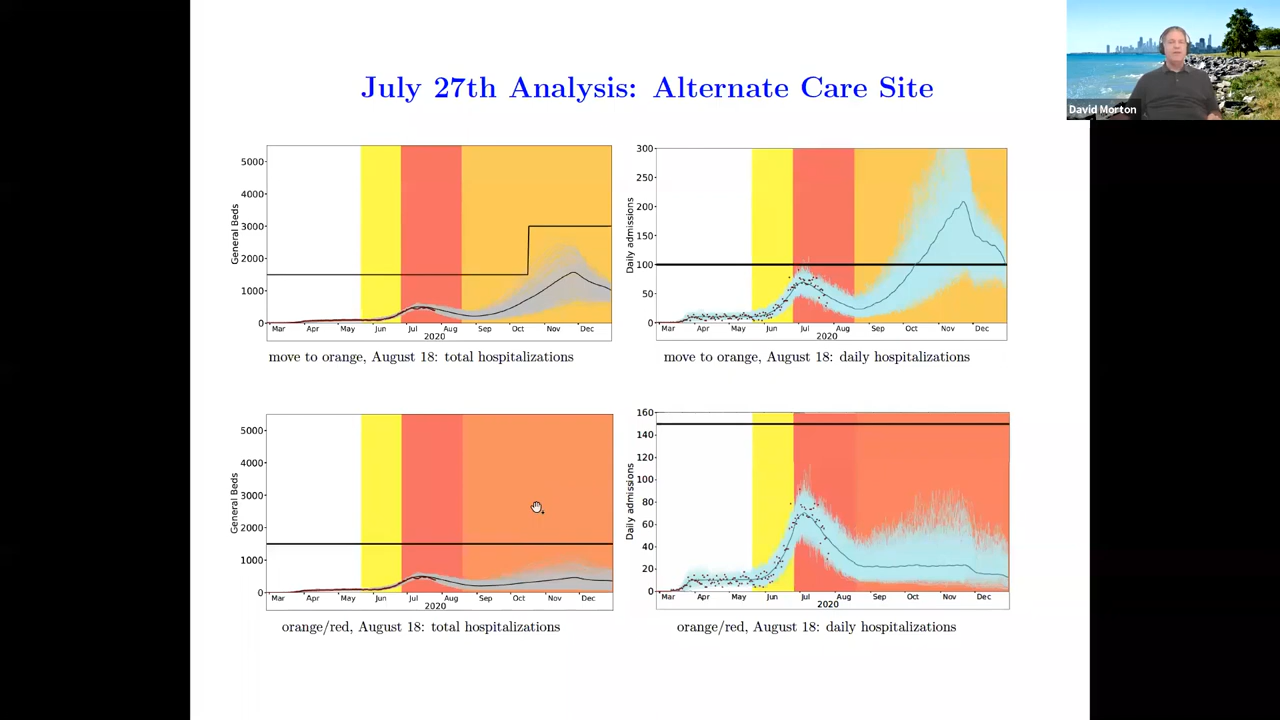 David Morton
July 27th Analysis: Alternate Care Site
General Beds
5000
4000
3000
2000
1000
0
Mar Apr May Jun Jul Aug Sep Oct Nov Dec
2020
move to orange, August 18: total hospitalizations
Daily admissions
300
250
200
150
100
50
0
Mar Apr May Jun Jul Aug Sep Oct Nov Dec
2020
move to orange, August 18: daily hospitalizations
General Beds
5000
4000
3000
2000
1000
0
Mar Apr May Jun Jul Aug Sep Oct Nov Dec
2020
orange/red, August 18: total hospitalizations
Daily admissions
160
140
120
100
80
60
40
20
0
Mar Apr May Jun Jul Aug Sep Oct Nov Dec
2020
orange/red, August 18: daily hospitalizations